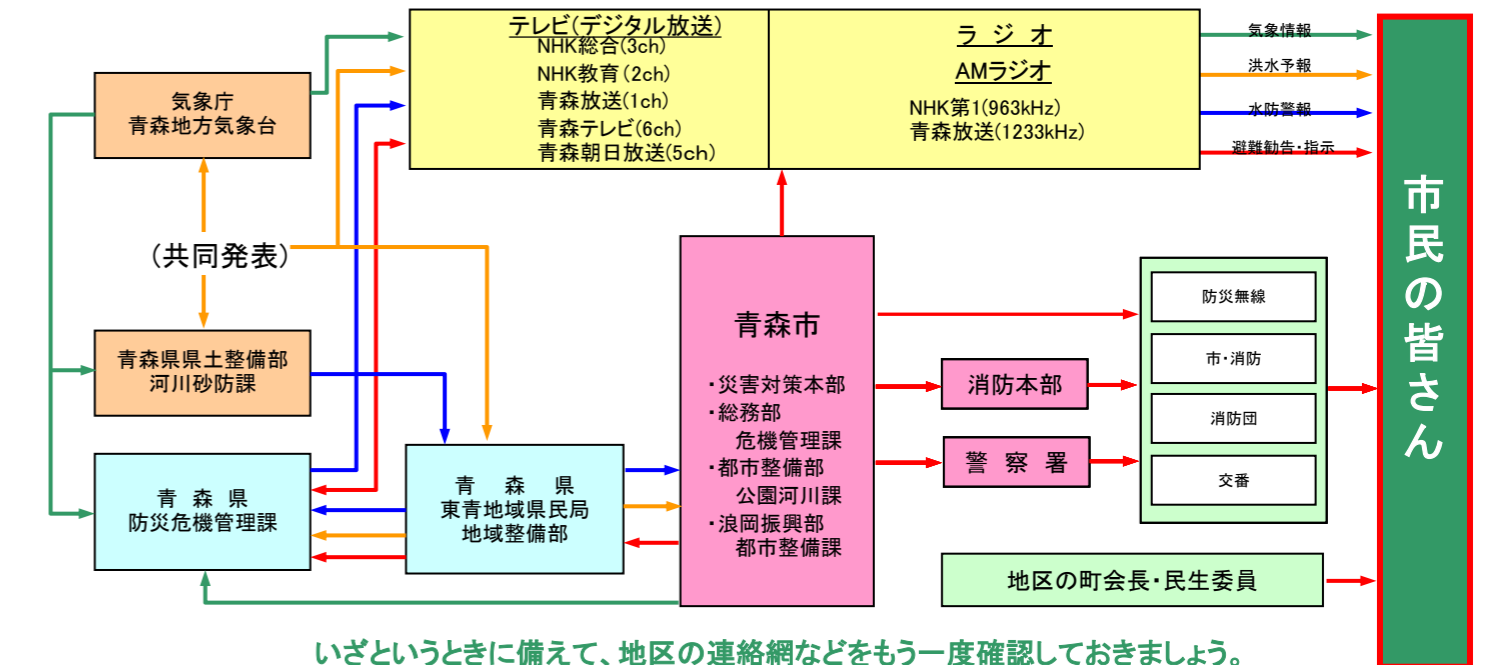 テレビ(デジタル放送)
NHK総合(3ch)
NHK教育(2ch)
青森放送(1ch)
青森テレビ(6ch)
青森朝日放送(5ch)
ラ ジ オ
AMラジオ
NHK第1(963kHz)
青森放送(1233kHz)
気象情報
洪水予報
水防警報
避難勧告・指示
市民の皆さん
気象庁
青森地方気象台
(共同発表)
青森県県土整備部
河川砂防課
青 森 県
防災危機管理課
青 森 県
東青地域県民局
地域整備部
青森市
・災害対策本部
・総務部
危機管理課
・都市整備部
公園河川課
・浪岡振興部
都市整備課
消防本部
警 察 署
防災無線
市・消防
消防団
交番
地区の町会長・民生委員
いざというときに備えて、地区の連絡網などをもう一度確認しておきましょう。